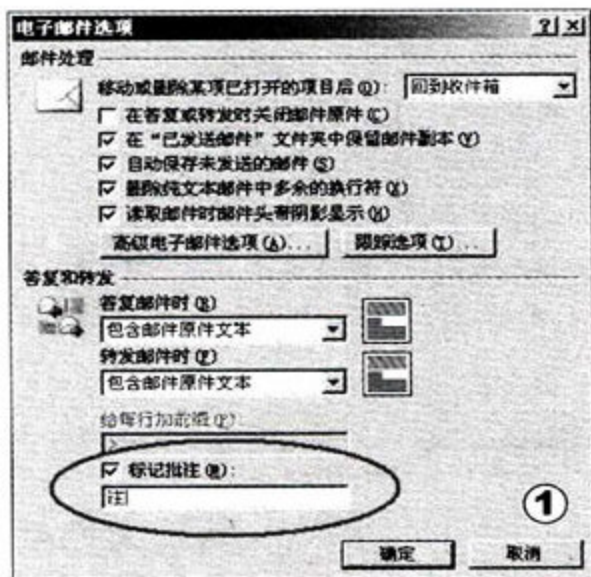 电子邮件选项
邮件处理
移动或删除某项已打开的项目后(O): 回到收件箱
在答复或转发时关闭邮件原件(C)
在“已发送邮件”文件夹中保留邮件副本(Y)
自动保存未发送的邮件(S)
删除纯文本邮件中多余的换行符(X)
读取邮件时邮件头带阴影显示(H)
高级电子邮件选项(A)... 跟踪选项(T)...
答复和转发
答复邮件时(R)
包含邮件原件文本
转发邮件时(F)
包含邮件原件文本
给每行加前缀(P):
>
标记批注(M):
注
①
确定 取消